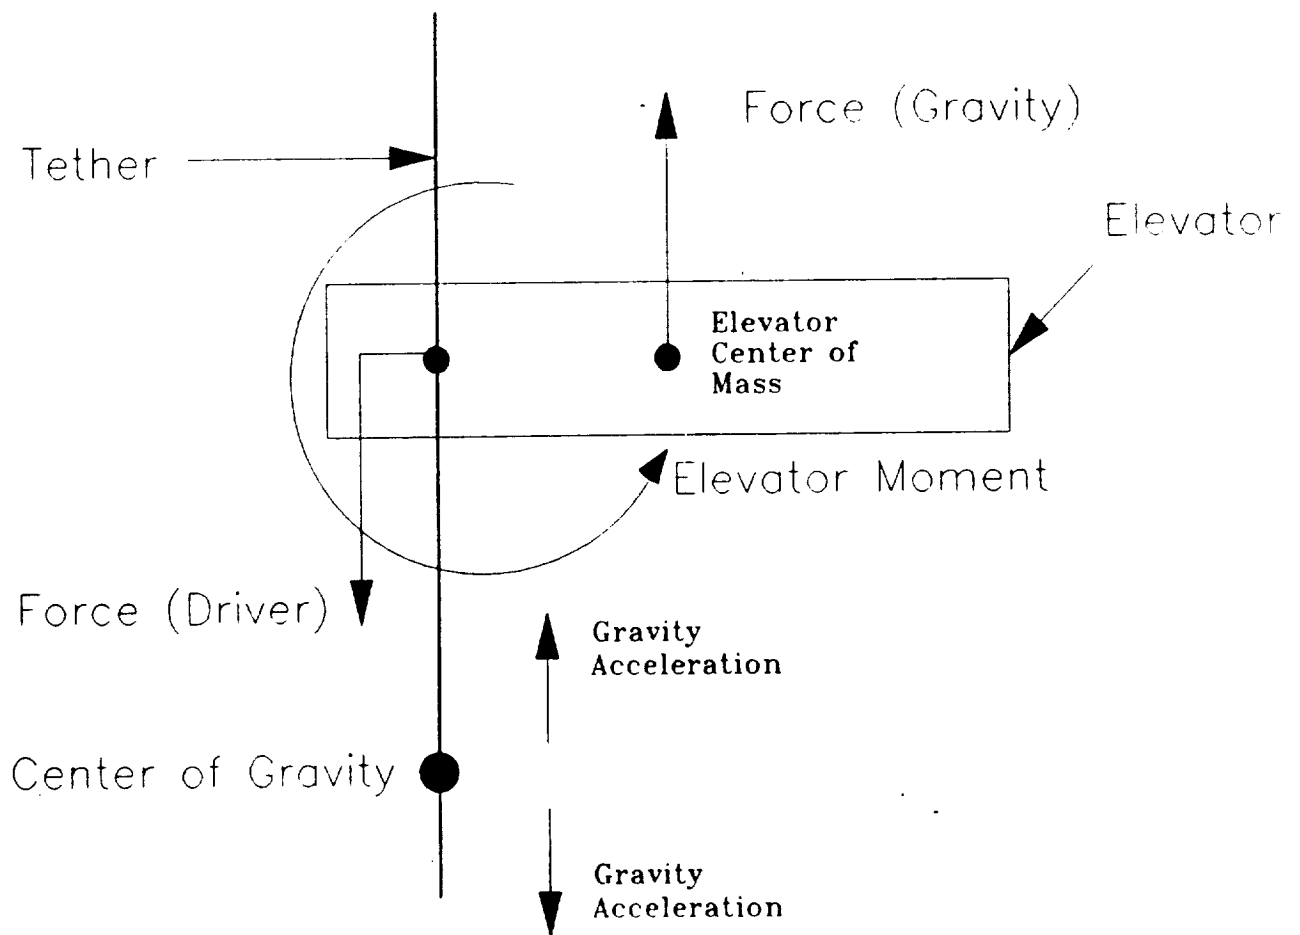 Force (Gravity)
Tether
Elevator
Elevator
Center of
Mass
Elevator Moment
Force (Driver)
Gravity
Acceleration
Center of Gravity
Gravity
Acceleration